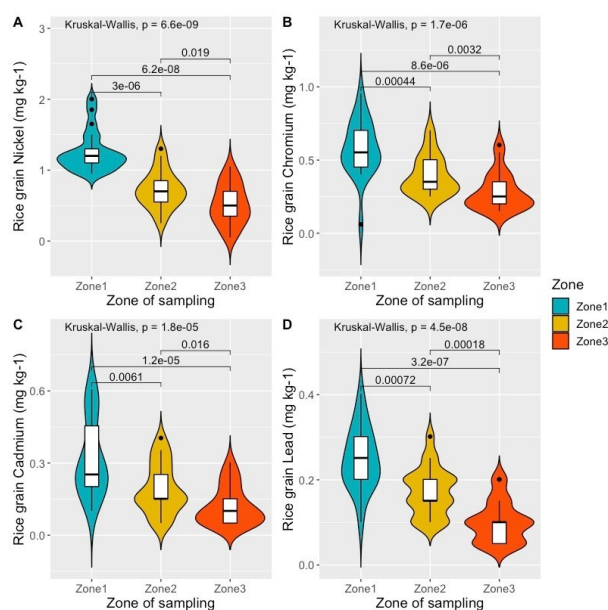 A
Kruskal-Wallis, p = 6.6e-09
0.019
6.2e-08
3e-06
Rice grain Nickel (mg kg-1)
3
2
1
0
Zone1 Zone2 Zone3
Zone of sampling
B
Kruskal-Wallis, p = 1.7e-06
0.0032
8.6e-06
0.00044
Rice grain Chromium (mg kg-1)
1.0
0.5
0.0
Zone1 Zone2 Zone3
Zone of sampling
C
Kruskal-Wallis, p = 1.8e-05
0.016
1.2e-05
0.0061
Rice grain Cadmium (mg kg-1)
0.6
0.3
0.0
Zone1 Zone2 Zone3
Zone of sampling
D
Kruskal-Wallis, p = 4.5e-08
0.00018
3.2e-07
0.00072
Rice grain Lead (mg kg-1)
0.4
0.2
0.0
Zone1 Zone2 Zone3
Zone of sampling
Zone
Zone1
Zone2
Zone3